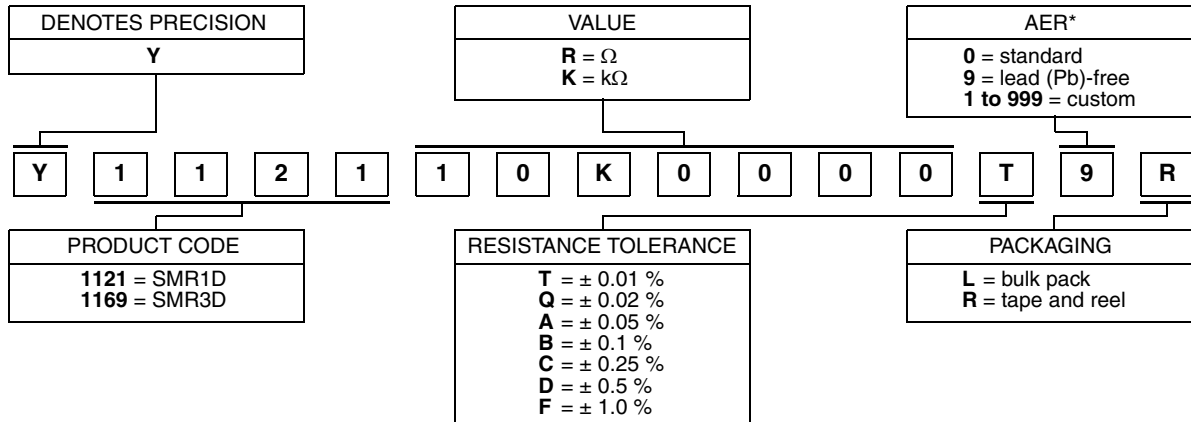 DENOTES PRECISION
Y
VALUE
R = Ω
K = kΩ
AER*
0 = standard
9 = lead (Pb)-free
1 to 999 = custom
Y 1 1 2 1 1 0 K 0 0 0 0 T 9 R
PRODUCT CODE
1121 = SMR1D
1169 = SMR3D
RESISTANCE TOLERANCE
T = ± 0.01 %
Q = ± 0.02 %
A = ± 0.05 %
B = ± 0.1 %
C = ± 0.25 %
D = ± 0.5 %
F = ± 1.0 %
PACKAGING
L = bulk pack
R = tape and reel